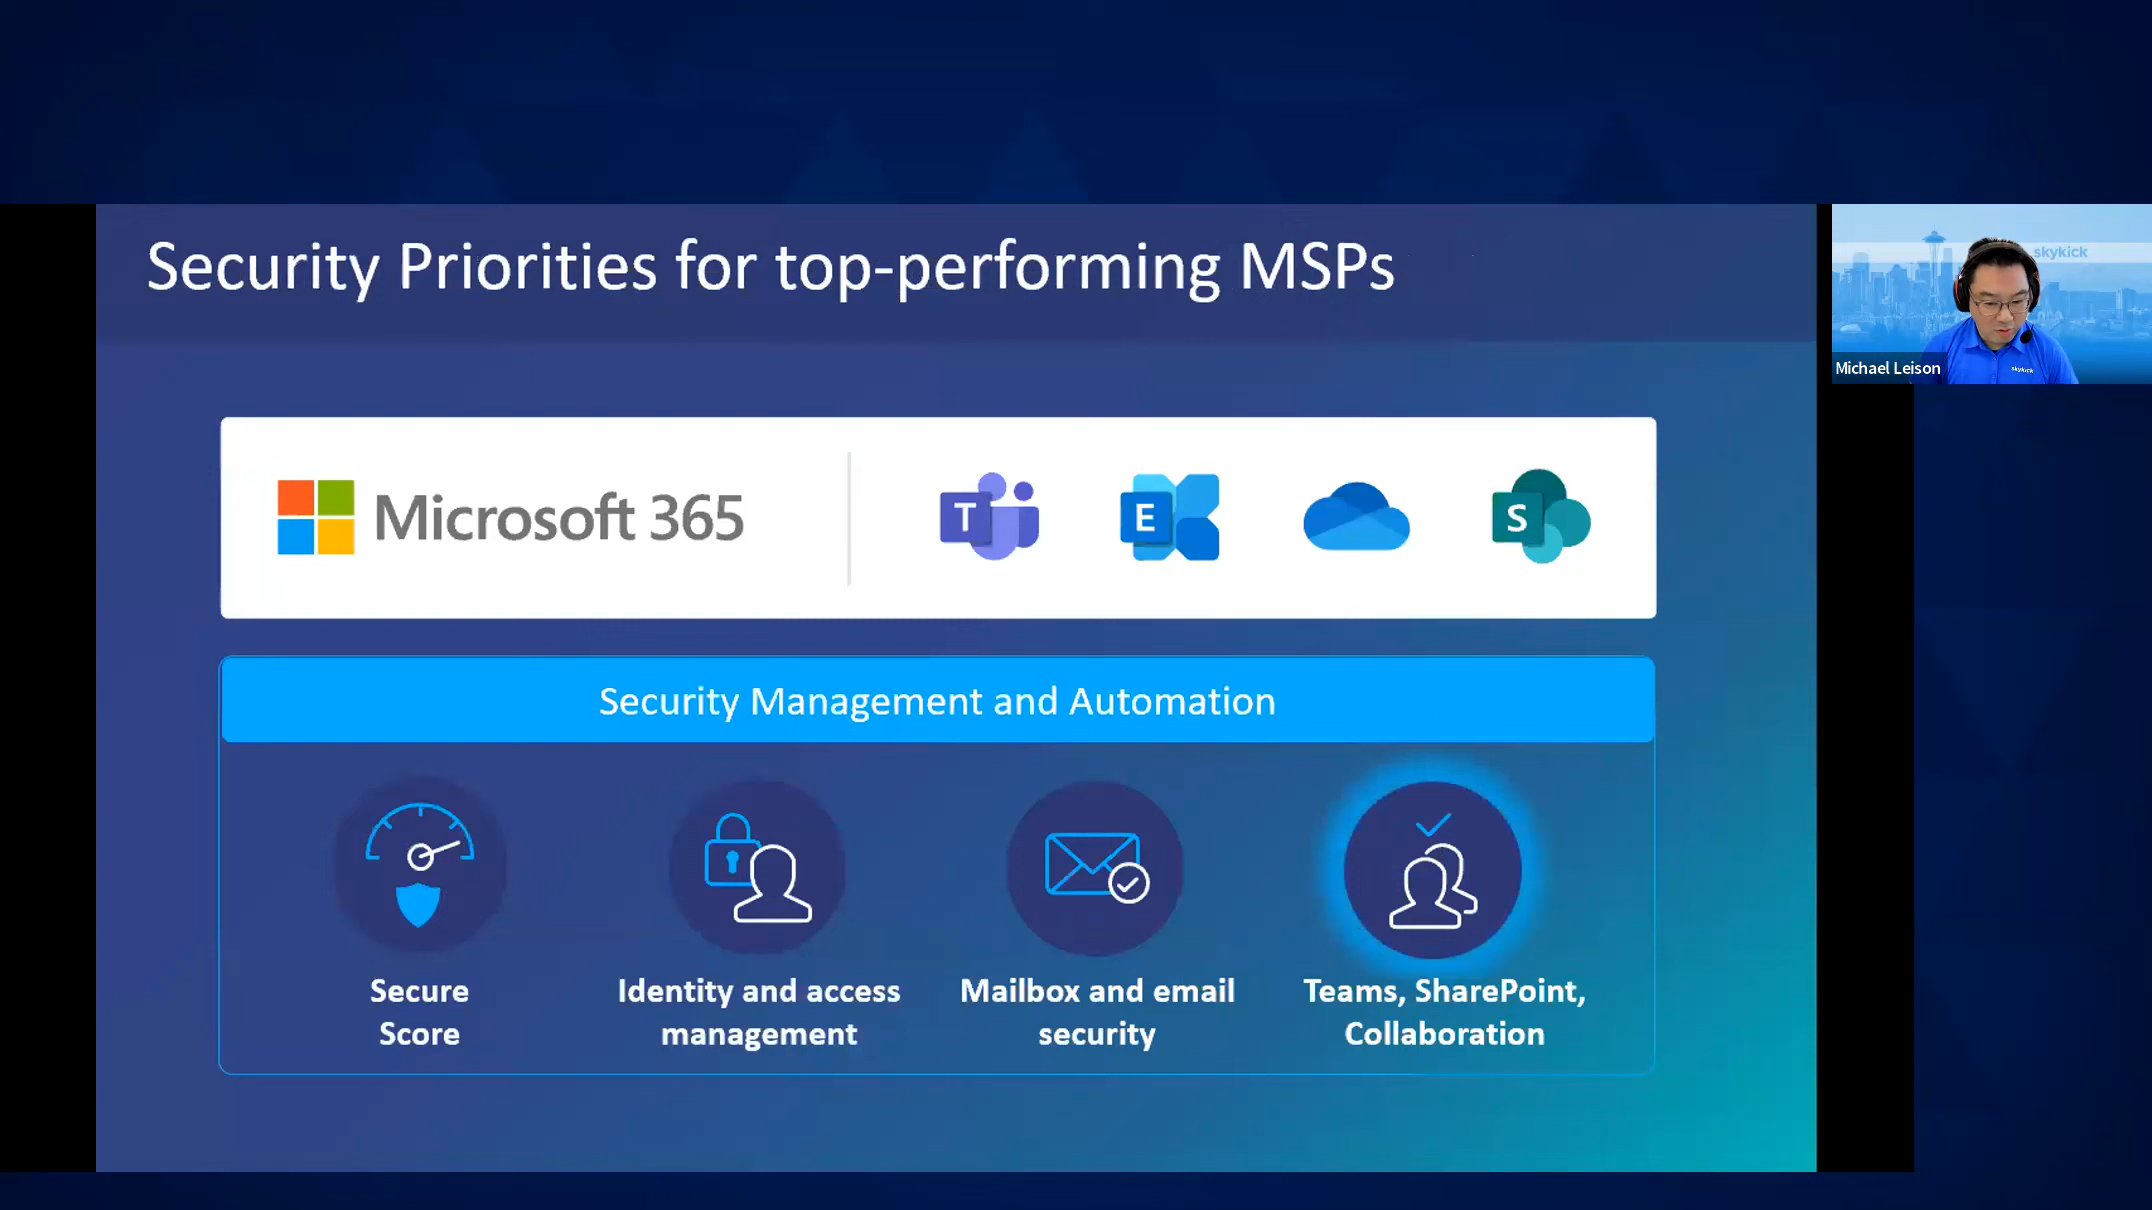 Security Priorities for top-performing MSPs
skykick
skykick
Michael Leison
Microsoft 365
T
E
S
Security Management and Automation
Secure
Score
Identity and access
management
Mailbox and email
security
Teams, SharePoint,
Collaboration